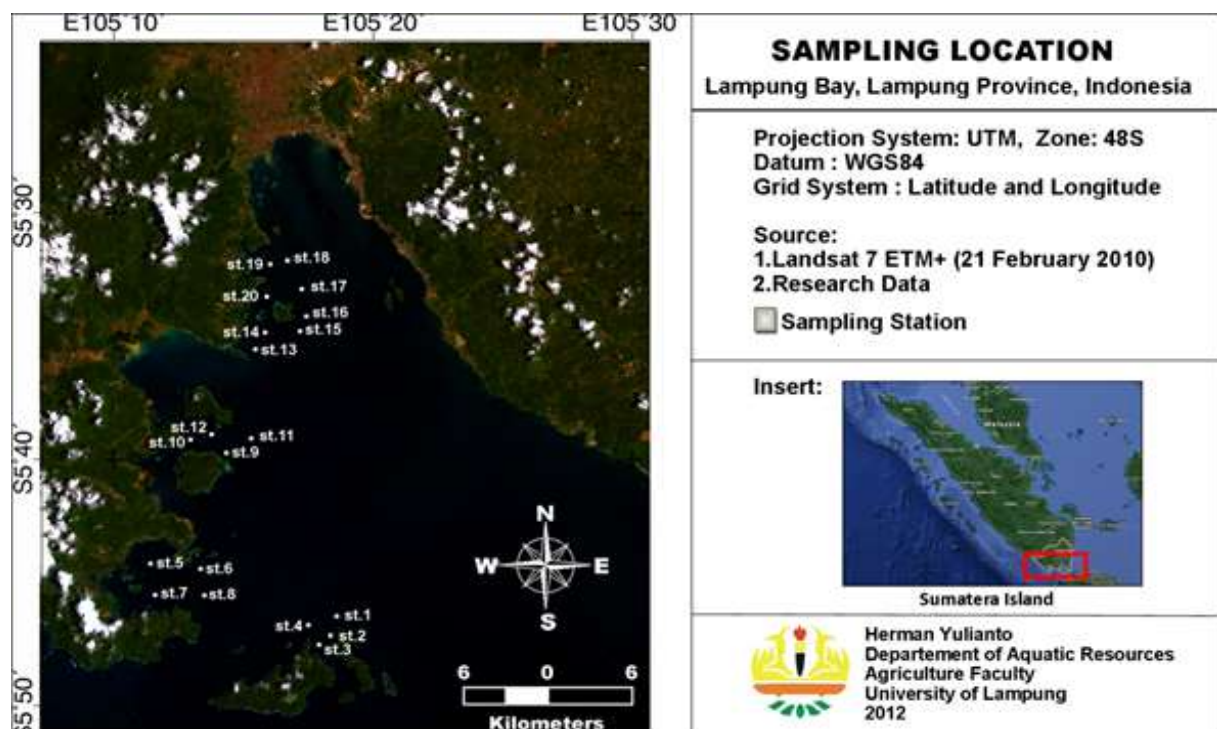 E105°10' E105°20' E105°30'
S5°30'
S5°40'
S5°50'
st.19 st.18
st.17
st.20
st.16
st.14 st.15
st.13
st.12
st.10 st.11
st.9
st.5 st.6
st.7 st.8
st.1
st.4 st.2
st.3
N
W E
S
6 0 6
Kilometers
SAMPLING LOCATION
Lampung Bay, Lampung Province, Indonesia
Projection System: UTM, Zone: 48S
Datum : WGS84
Grid System : Latitude and Longitude
Source:
1.Landsat 7 ETM+ (21 February 2010)
2.Research Data
Sampling Station
Insert:
Malaysia
Sumatera Island
Herman Yulianto
Departement of Aquatic Resources
Agriculture Faculty
University of Lampung
2012